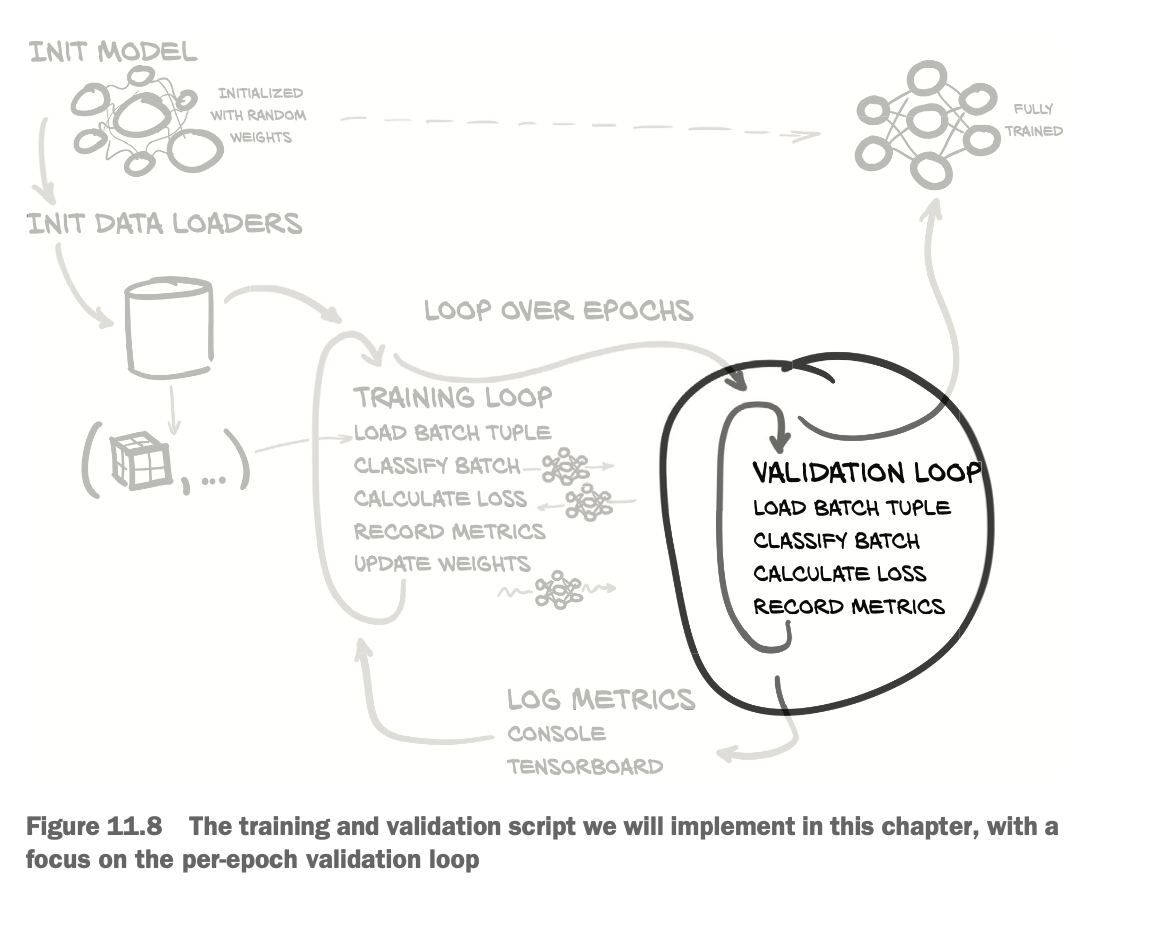 INIT MODEL
INITIALIZED
WITH RANDOM
WEIGHTS
FULLY
TRAINED
INIT DATA LOADERS
LOOP OVER EPOCHS
TRAINING LOOP
LOAD BATCH TUPLE
CLASSIFY BATCH
CALCULATE LOSS
RECORD METRICS
UPDATE WEIGHTS
( , ... )
VALIDATION LOOP
LOAD BATCH TUPLE
CLASSIFY BATCH
CALCULATE LOSS
RECORD METRICS
LOG METRICS
CONSOLE
TENSORBOARD
Figure 11.8 The training and validation script we will implement in this chapter, with a
focus on the per-epoch validation loop